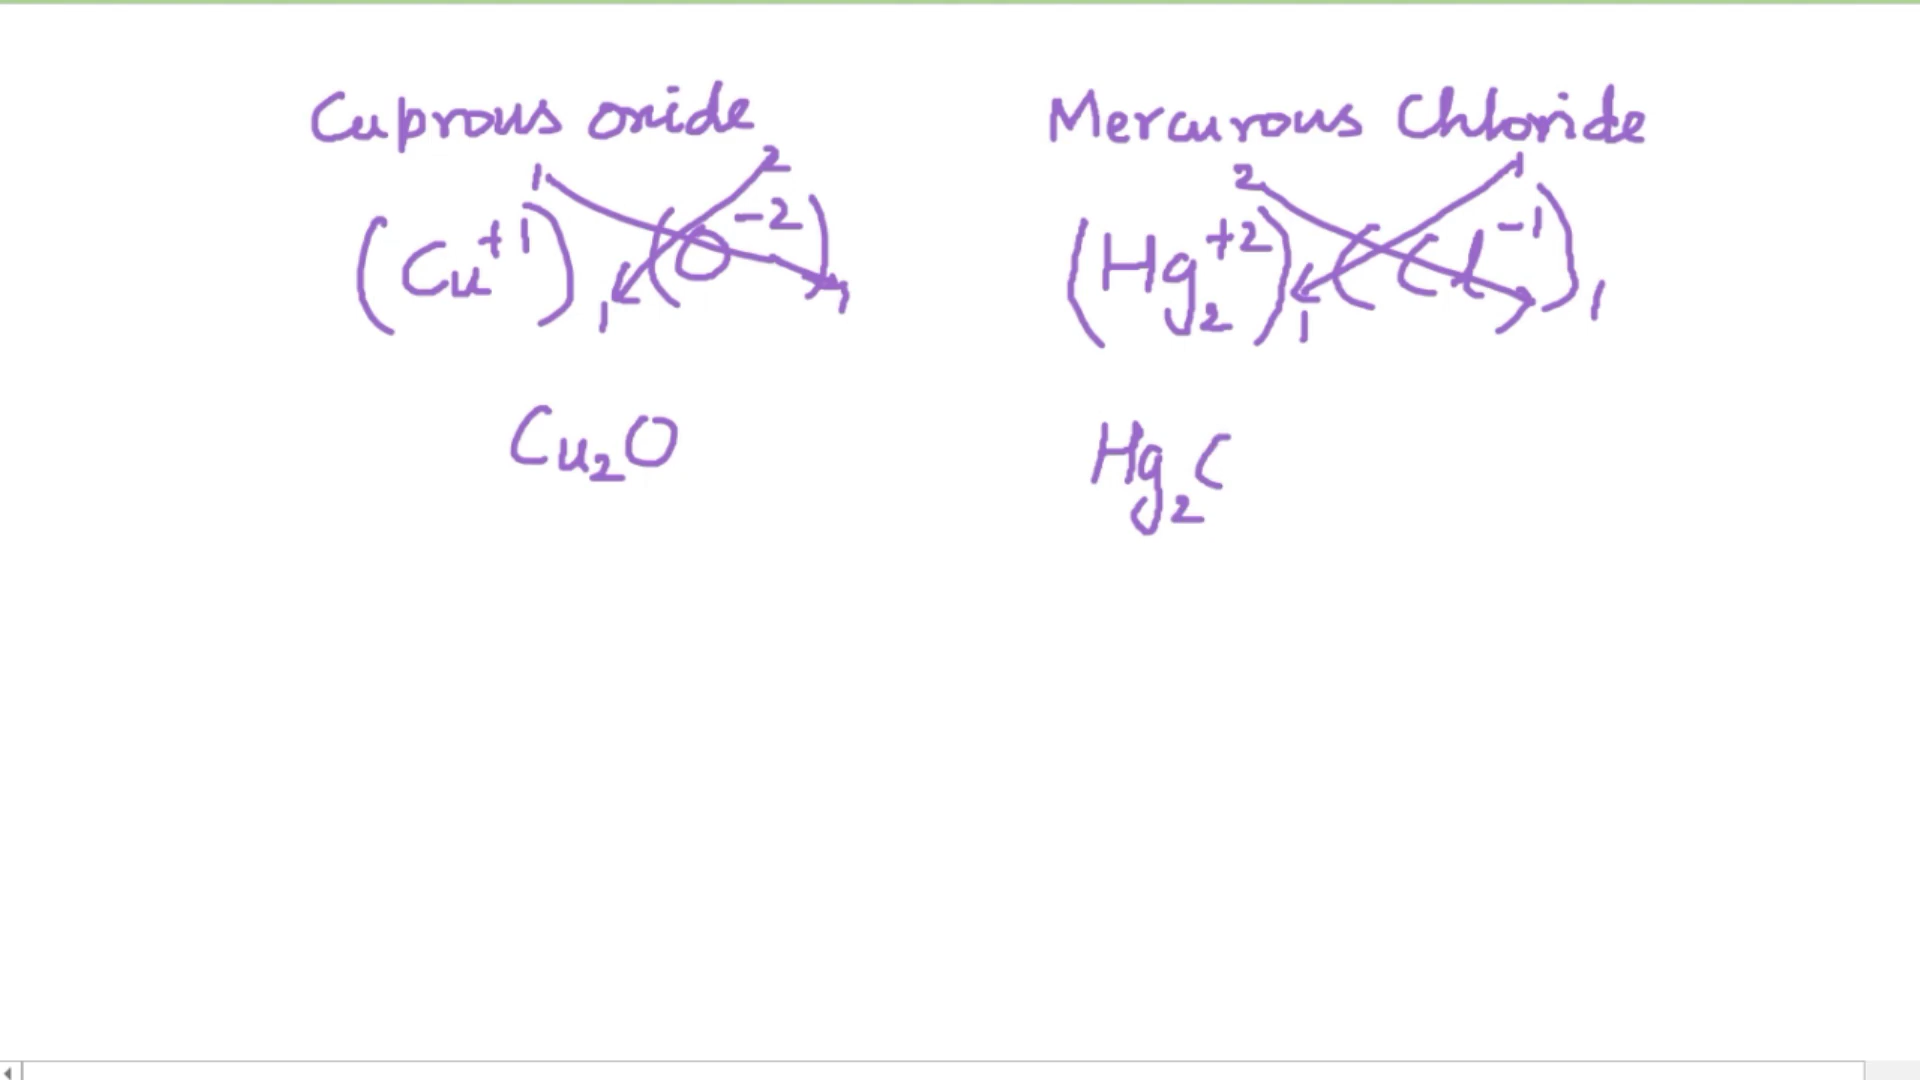 Cuprous oxide
1 2
(Cu+1)1 (O-2)1
Cu2O
Mercurous Chloride
2 1
(Hg2+2)1 (Cl-1)1
Hg2C